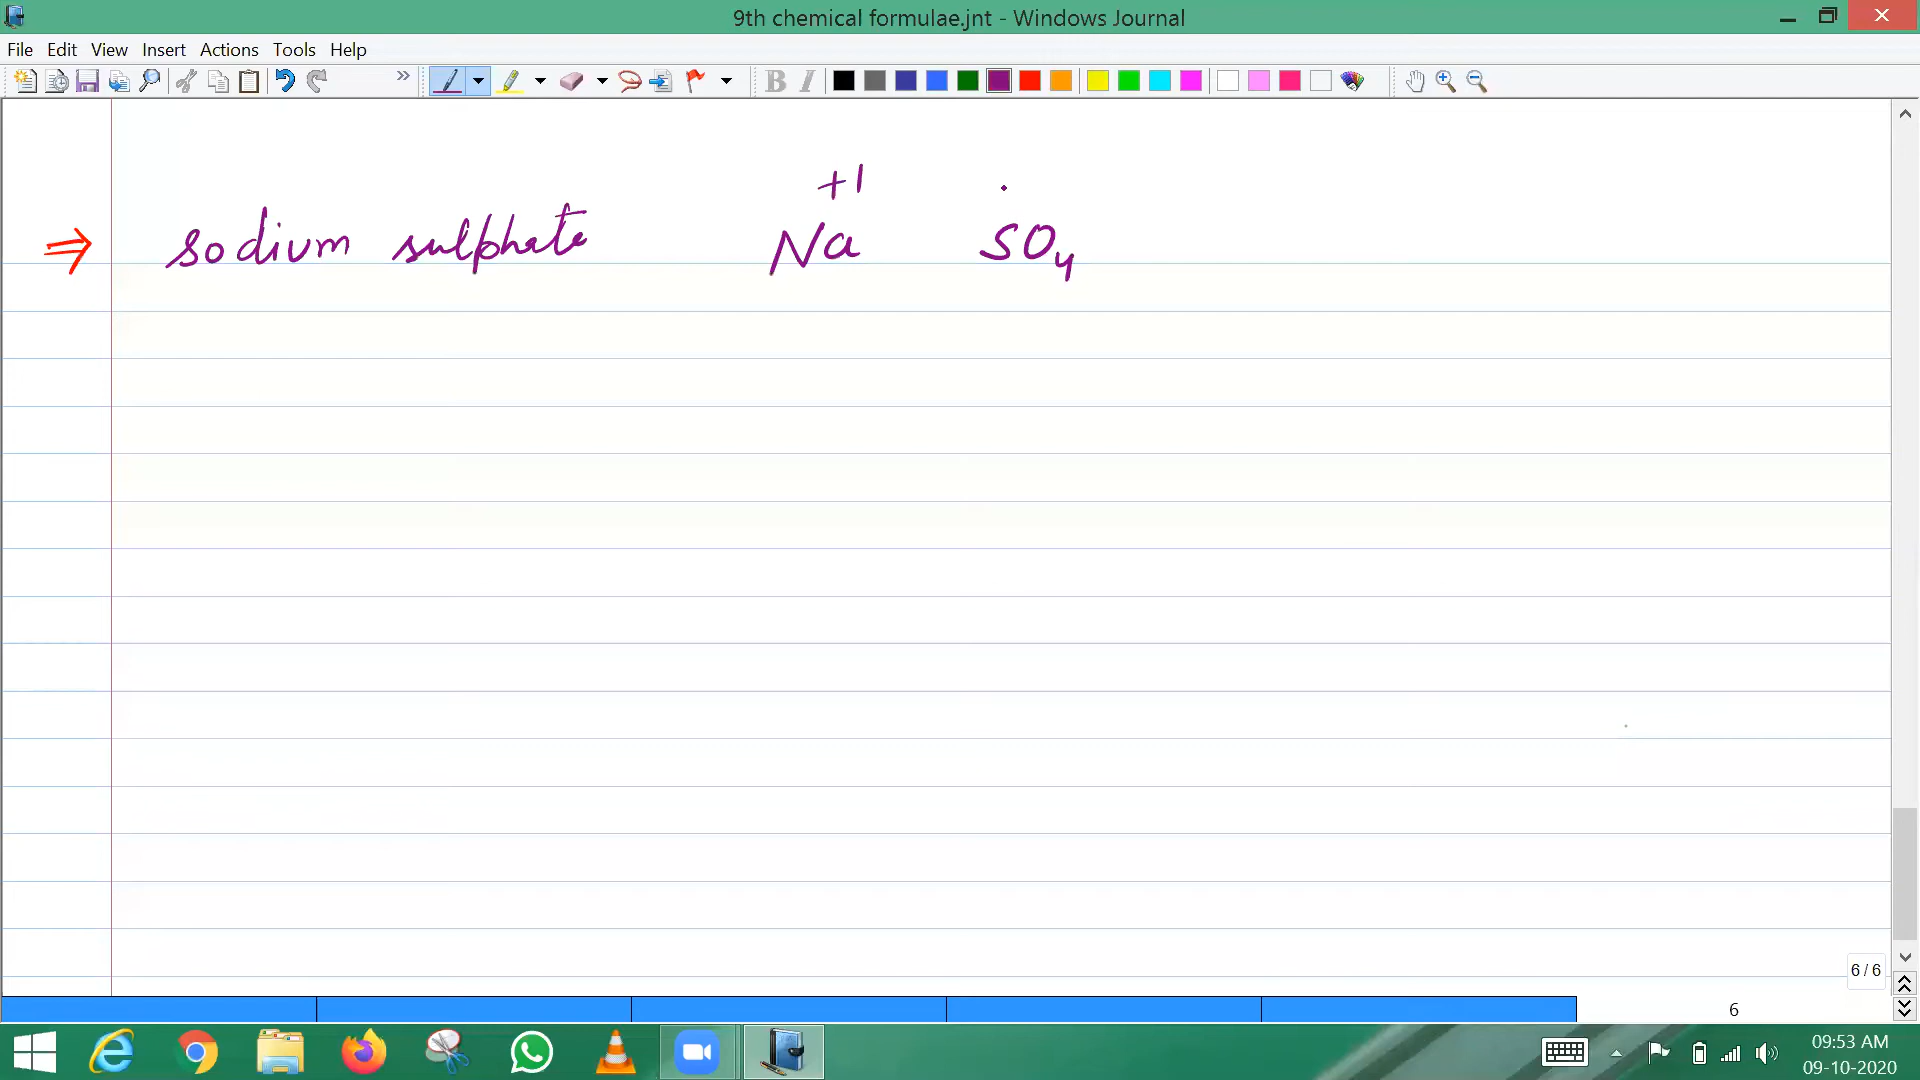 9th chemical formulae.jnt - Windows Journal
File Edit View Insert Actions Tools Help
B I
+1
⇒ sodium sulphate Na SO₄
6 / 6
6
09:53 AM
09-10-2020